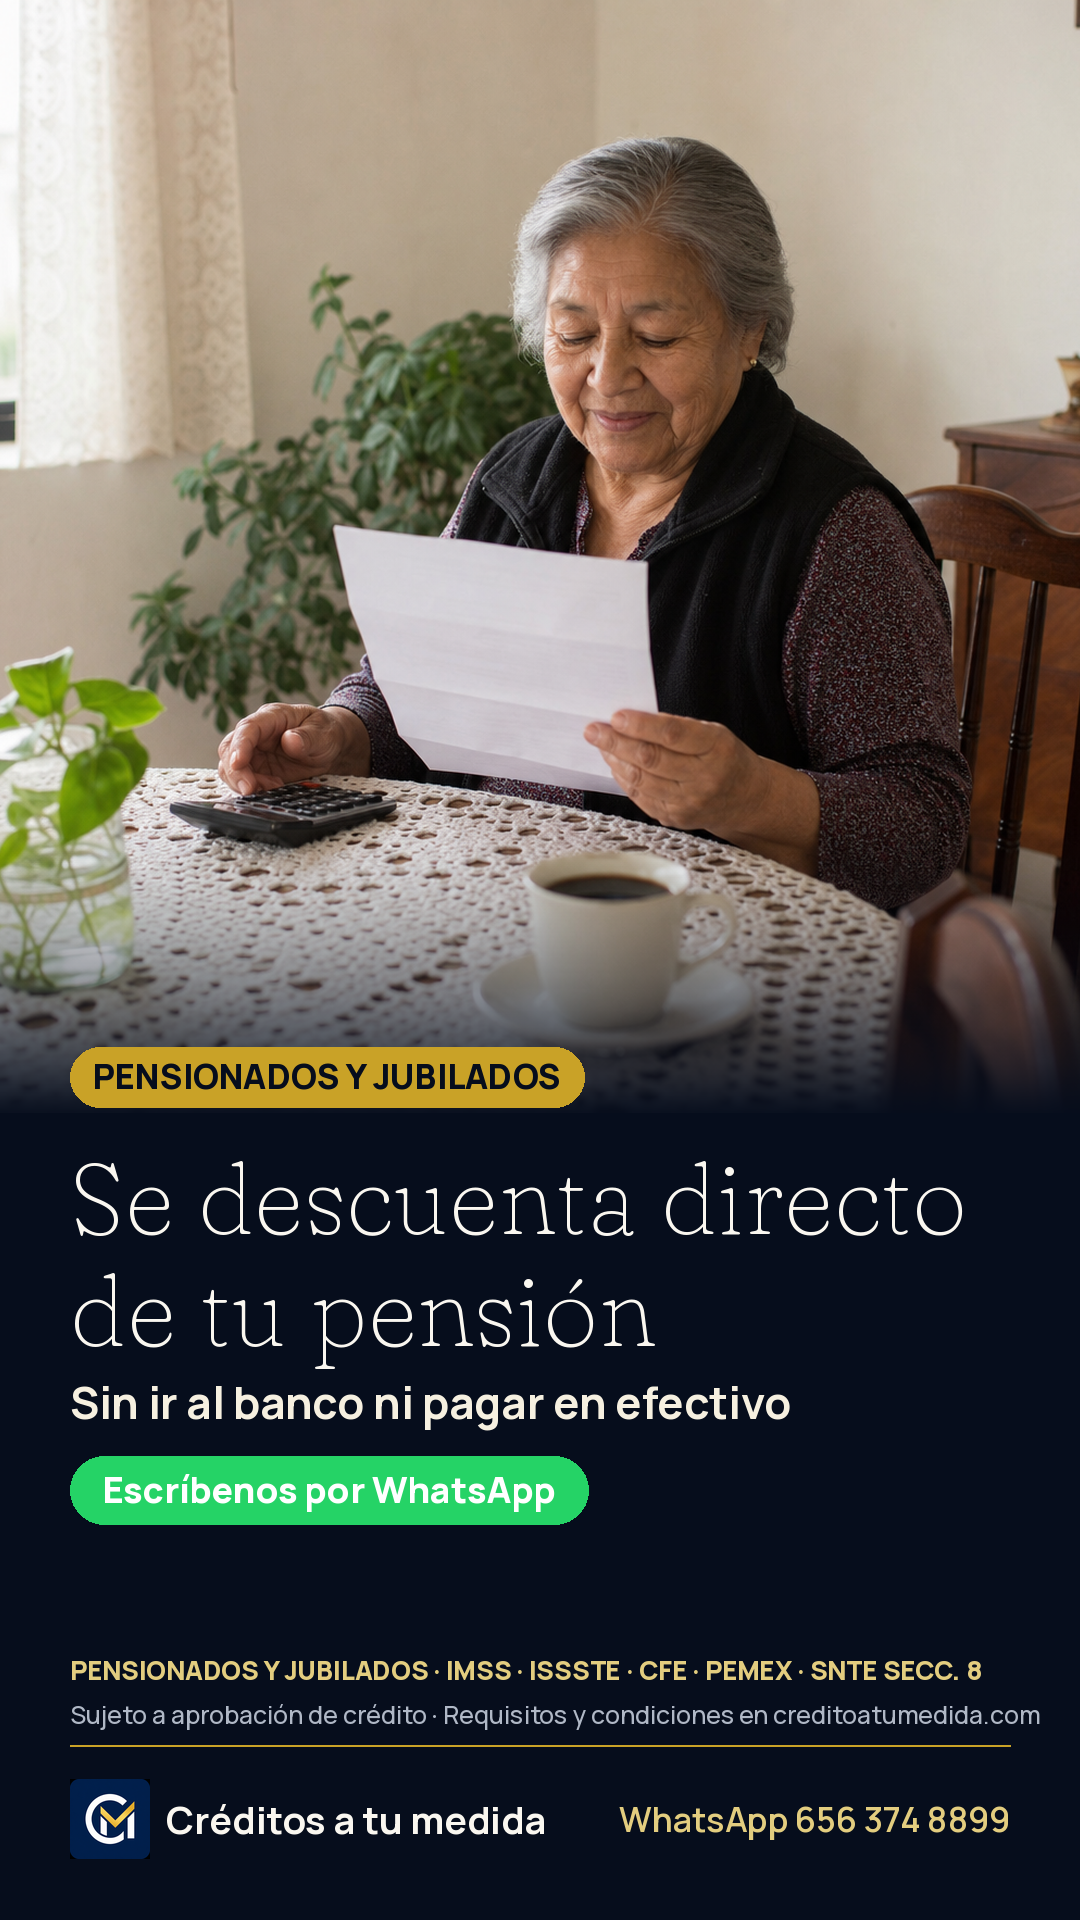 PENSIONADOS Y JUBILADOS
Se descuenta directo
de tu pensión
Sin ir al banco ni pagar en efectivo
Escríbenos por WhatsApp
PENSIONADOS Y JUBILADOS · IMSS · ISSSTE · CFE · PEMEX · SNTE SECC. 8
Sujeto a aprobación de crédito · Requisitos y condiciones en creditoatumedida.com
Créditos a tu medida
WhatsApp 656 374 8899